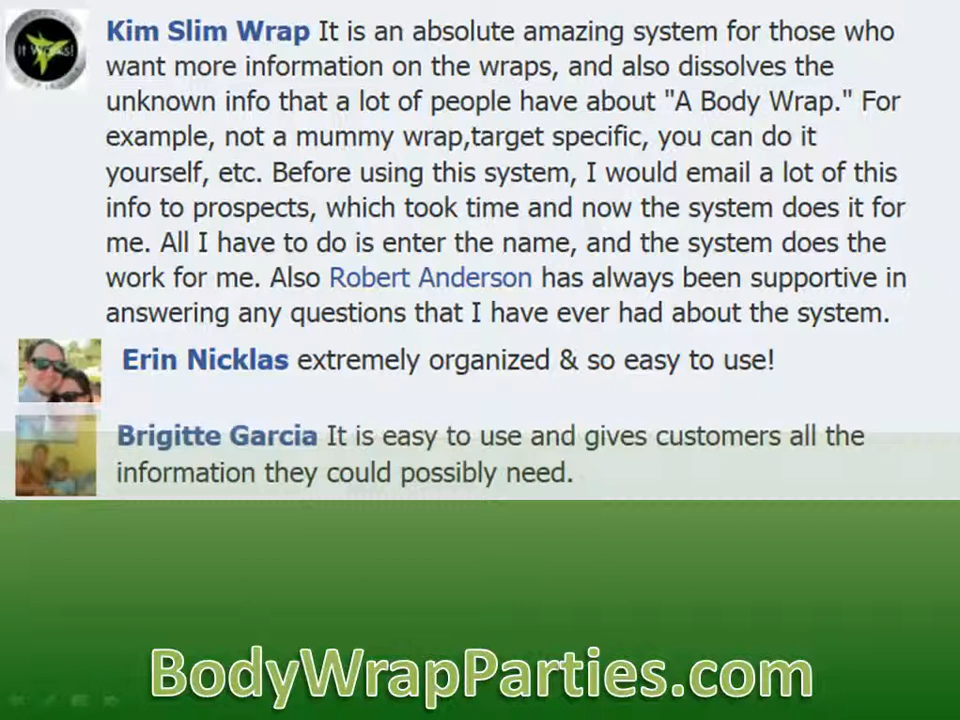 It Works!
Kim Slim Wrap It is an absolute amazing system for those who
want more information on the wraps, and also dissolves the
unknown info that a lot of people have about "A Body Wrap." For
example, not a mummy wrap,target specific, you can do it
yourself, etc. Before using this system, I would email a lot of this
info to prospects, which took time and now the system does it for
me. All I have to do is enter the name, and the system does the
work for me. Also Robert Anderson has always been supportive in
answering any questions that I have ever had about the system.
Erin Nicklas extremely organized & so easy to use!
Brigitte Garcia It is easy to use and gives customers all the
information they could possibly need.
BodyWrapParties.com